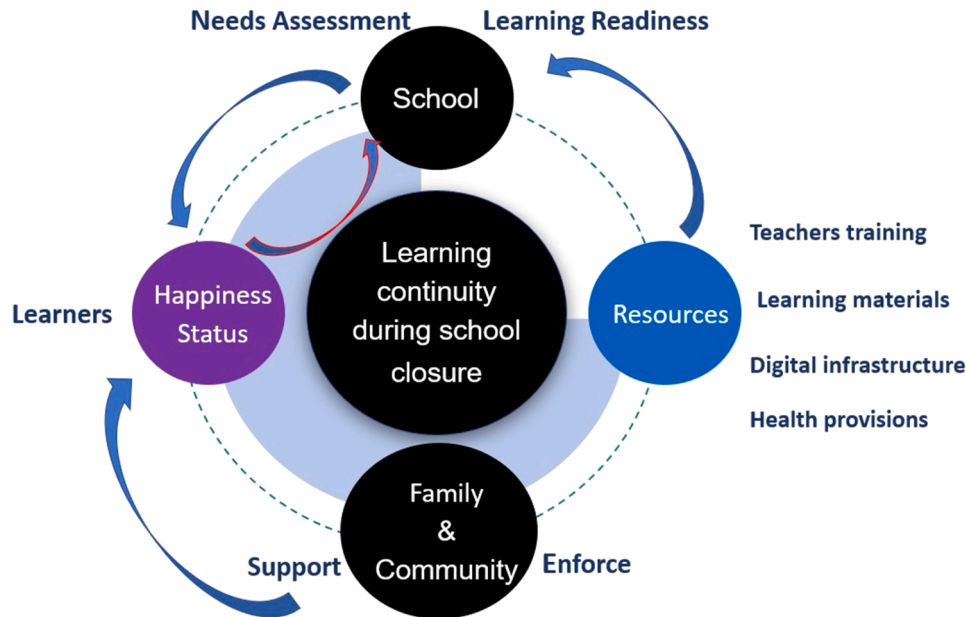 Needs Assessment
Learning Readiness
School
Learning
continuity
during school
closure
Happiness
Status
Learners
Resources
Teachers training
Learning materials
Digital infrastructure
Health provisions
Family
&
Community
Support
Enforce